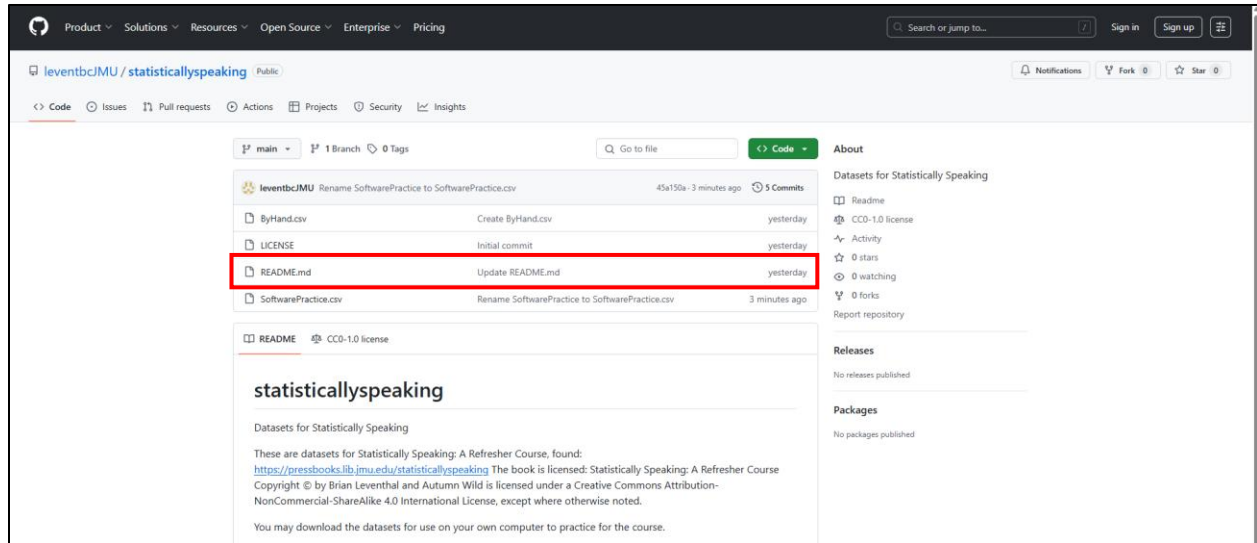 Product Solutions Resources Open Source Enterprise Pricing Search or jump to... / Sign in Sign up
leventbcJMU / statisticallyspeaking Public Notifications Fork 0 Star 0
Code Issues Pull requests Actions Projects Security Insights
main 1 Branch 0 Tags Go to file Code
leventbcJMU Rename SoftwarePractice to SoftwarePractice.csv 45a150a · 3 minutes ago 5 Commits
ByHand.csv Create ByHand.csv yesterday
LICENSE Initial commit yesterday
README.md Update README.md yesterday
SoftwarePractice.csv Rename SoftwarePractice to SoftwarePractice.csv 3 minutes ago
README CC0-1.0 license
statisticallyspeaking
Datasets for Statistically Speaking
These are datasets for Statistically Speaking: A Refresher Course, found:
https://pressbooks.lib.jmu.edu/statisticallyspeaking The book is licensed: Statistically Speaking: A Refresher Course
Copyright © by Brian Leventhal and Autumn Wild is licensed under a Creative Commons Attribution-
NonCommercial-ShareAlike 4.0 International License, except where otherwise noted.
You may download the datasets for use on your own computer to practice for the course.
About
Datasets for Statistically Speaking
Readme
CC0-1.0 license
Activity
0 stars
0 watching
0 forks
Report repository
Releases
No releases published
Packages
No packages published